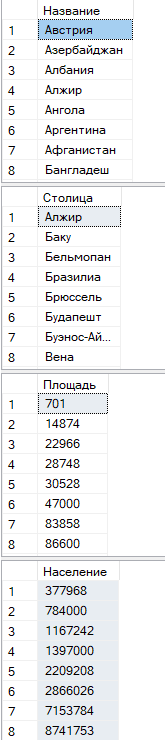 Название
1 Австрия
2 Азербайджан
3 Албания
4 Алжир
5 Ангола
6 Аргентина
7 Афганистан
8 Бангладеш
Столица
1 Алжир
2 Баку
3 Бельмопан
4 Бразилиа
5 Брюссель
6 Будапешт
7 Буэнос-Ай...
8 Вена
Площадь
1 701
2 14874
3 22966
4 28748
5 30528
6 47000
7 83858
8 86600
Население
1 377968
2 784000
3 1167242
4 1397000
5 2209208
6 2866026
7 7153784
8 8741753